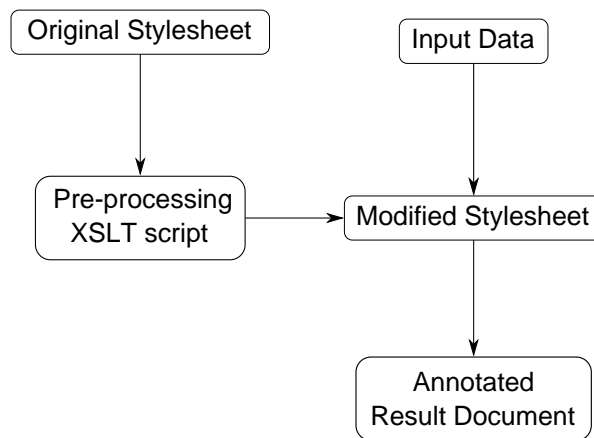 Original Stylesheet
Input Data
Pre-processing
XSLT script
Modified Stylesheet
Annotated
Result Document